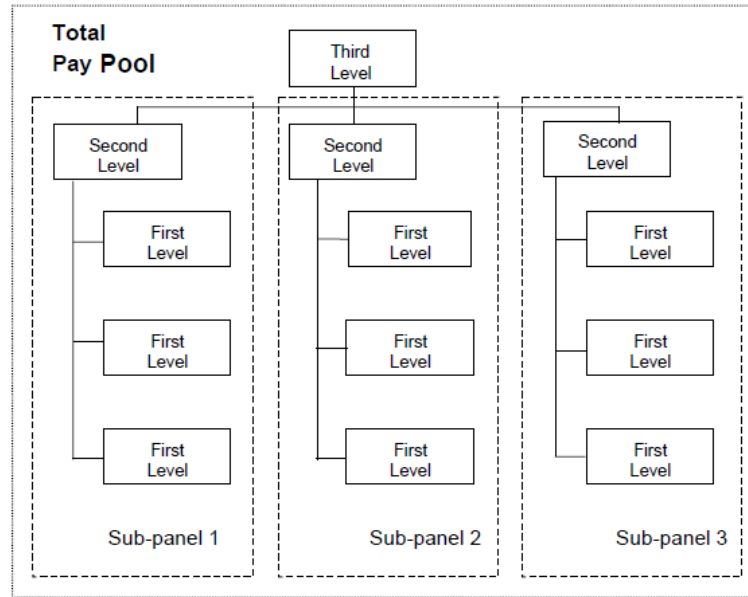 Total
Pay Pool
Third
Level
Second
Level
First
Level
First
Level
First
Level
Sub-panel 1
Second
Level
First
Level
First
Level
First
Level
Sub-panel 2
Second
Level
First
Level
First
Level
First
Level
Sub-panel 3